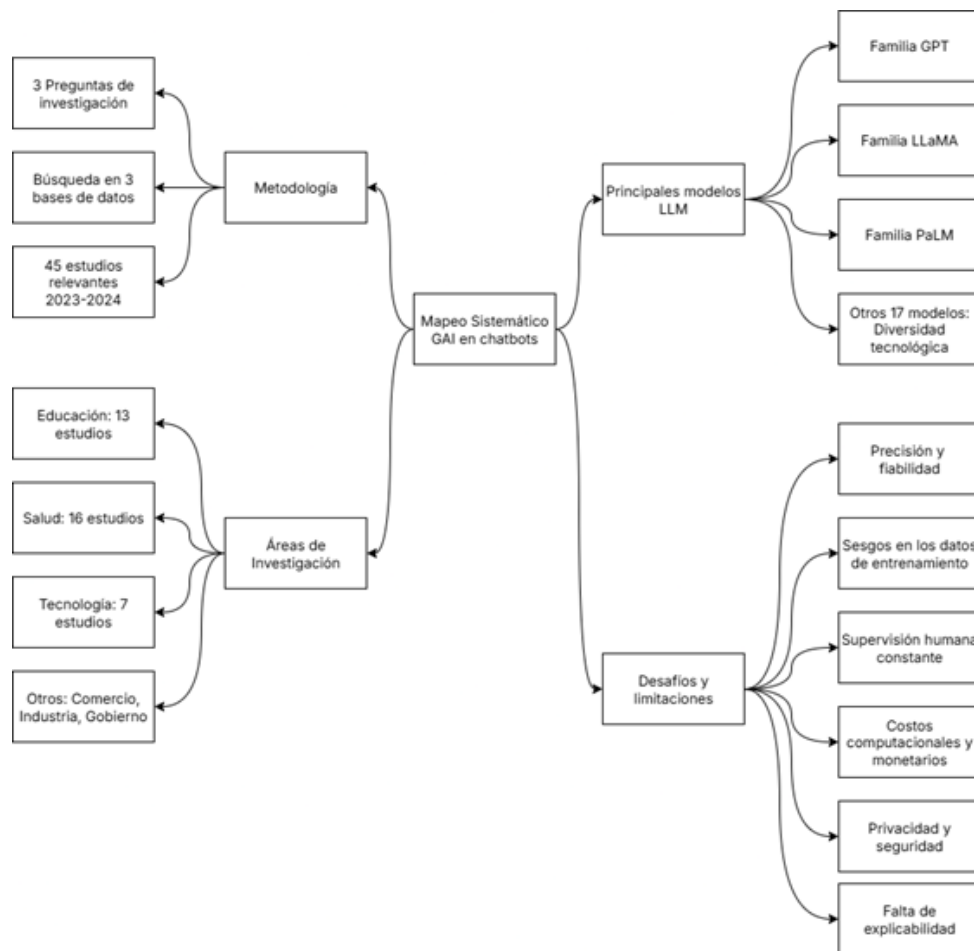 3 Preguntas de
investigación
Búsqueda en 3
bases de datos
45 estudios
relevantes
2023-2024
Metodología
Educación: 13
estudios
Salud: 16 estudios
Tecnología: 7
estudios
Otros: Comercio,
Industria, Gobierno
Áreas de
Investigación
Mapeo Sistemático
GAI en chatbots
Principales modelos
LLM
Familia GPT
Familia LLaMA
Familia PaLM
Otros 17 modelos:
Diversidad
tecnológica
Desafíos y
limitaciones
Precisión y
fiabilidad
Sesgos en los datos
de entrenamiento
Supervisión humana
constante
Costos
computacionales y
monetarios
Privacidad y
seguridad
Falta de
explicabilidad